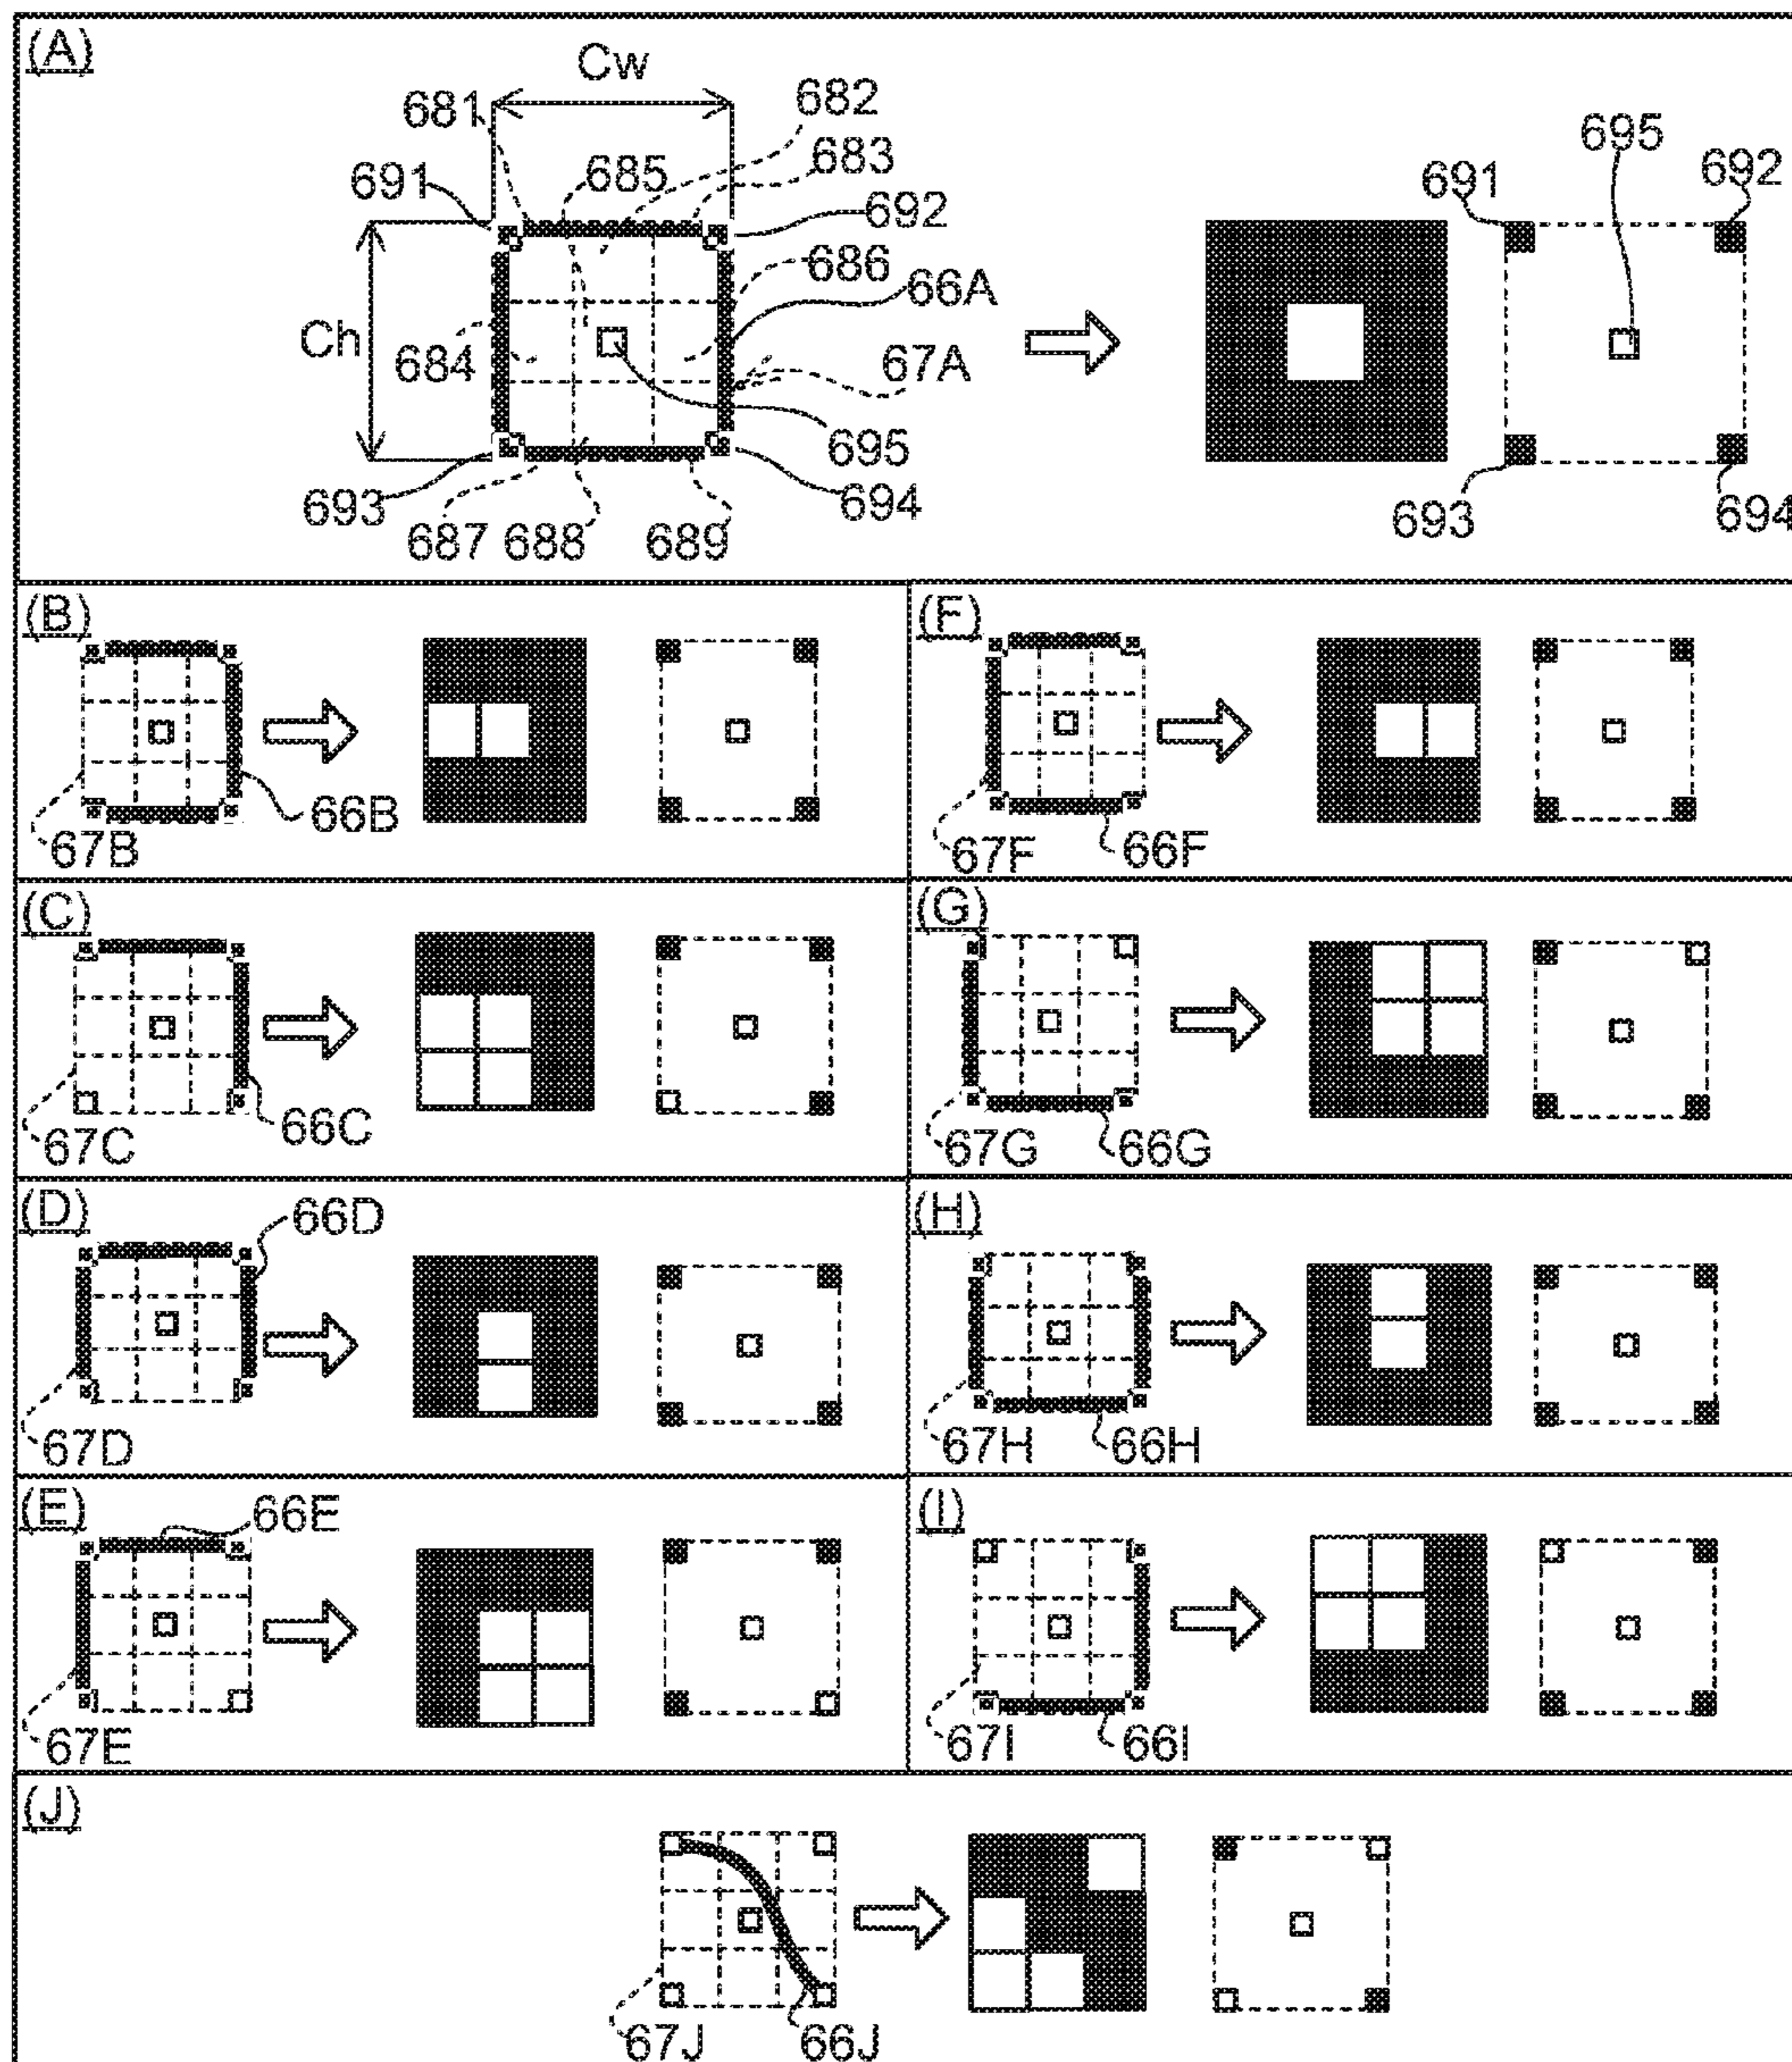 (A)
Cw
681
682
685
683
691
692
686
66A
Ch
684
67A
695
693
694
687
688
689
695
691
692
693
694
(B)
66B
67B
(F)
67F
66F
(C)
66C
67C
(G)
67G
66G
(D)
66D
67D
(H)
67H
66H
(E)
66E
67E
(I)
67I
66I
(J)
67J
66J